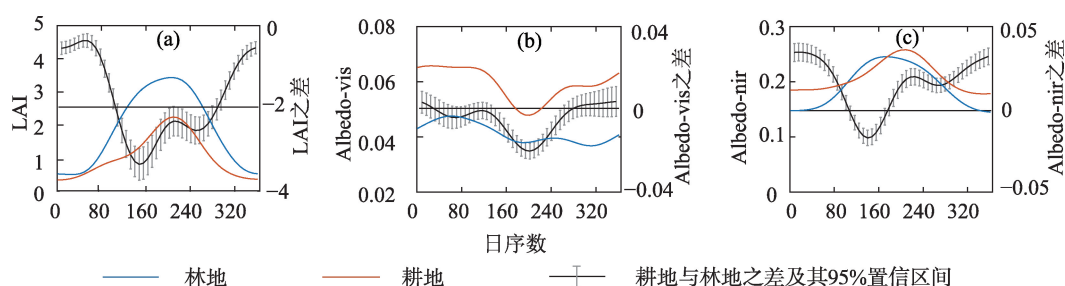 5
4
3
2
1
0
LAI
(a)
0
−2
−4
LAI之差
0
80
160
240
320
0.08
0.06
0.04
0.02
Albedo-vis
(b)
0.04
0
−0.04
Albedo-vis之差
0
80
160
240
320
0.3
0.2
0.1
0
Albedo-nir
(c)
0.05
0
−0.05
Albedo-nir之差
0
80
160
240
320
日序数
林地
耕地
耕地与林地之差及其95%置信区间